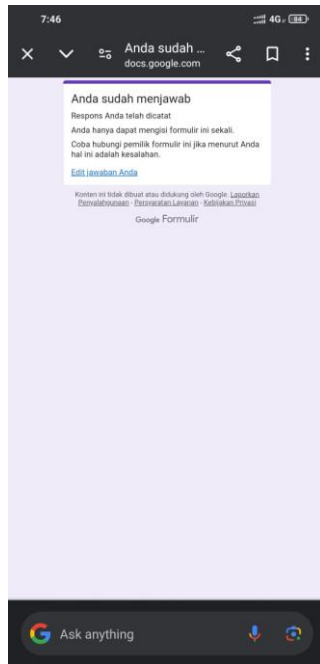 7:46
4G 84
Anda sudah ...
docs.google.com
Anda sudah menjawab
Respons Anda telah dicatat
Anda hanya dapat mengisi formulir ini sekali.
Coba hubungi pemilik formulir ini jika menurut Anda
hal ini adalah kesalahan.
Edit jawaban Anda
Konten ini tidak dibuat atau didukung oleh Google. Laporkan
Penyalahgunaan - Persyaratan Layanan - Kebijakan Privasi
Google Formulir
Ask anything